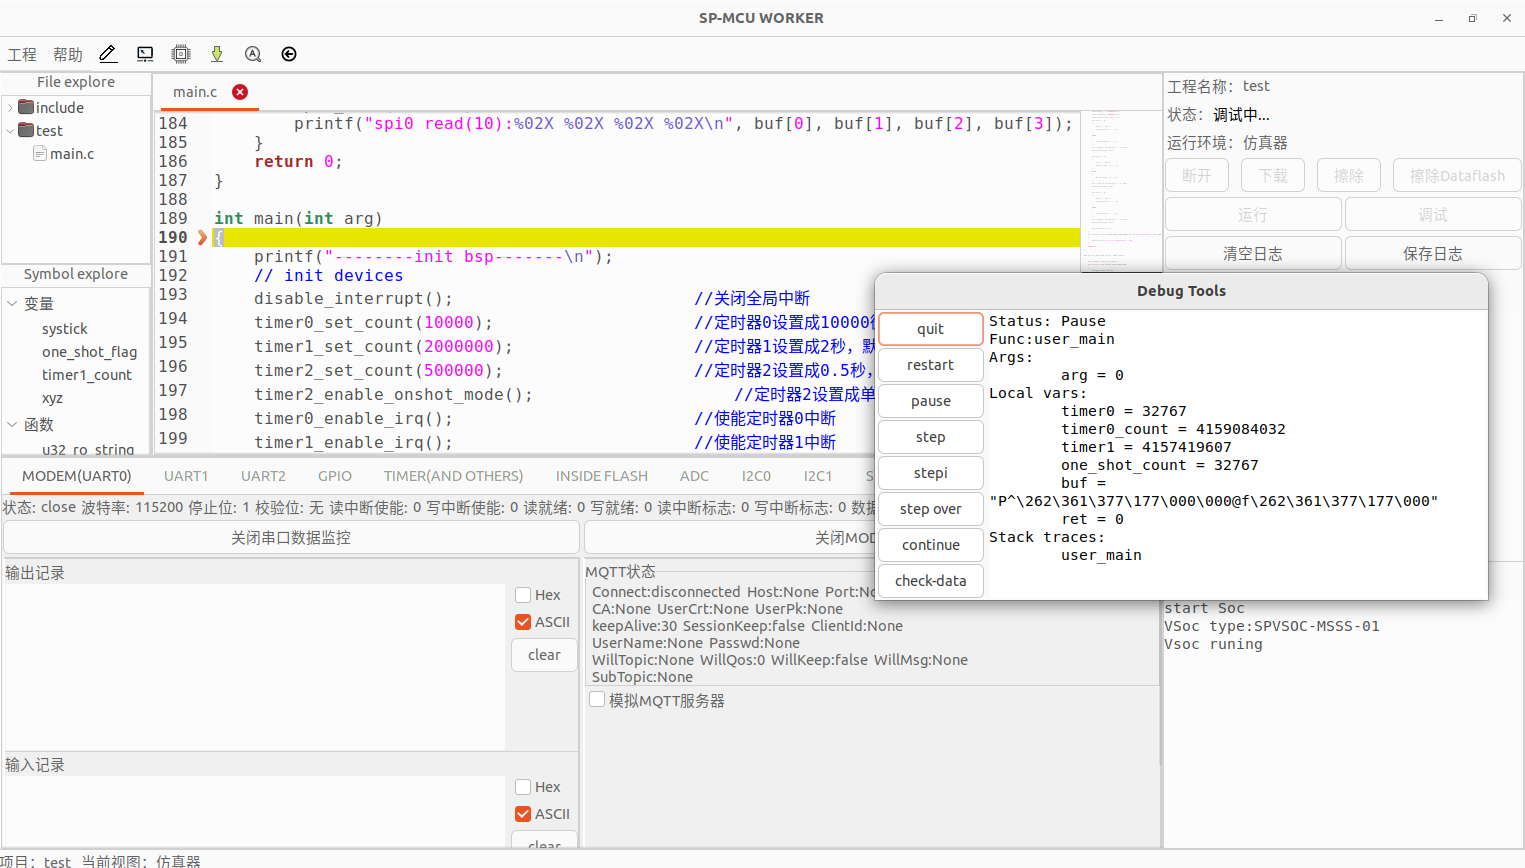 SP-MCU WORKER
工程 帮助
File explore
include
test
main.c
Symbol explore
变量
systick
one_shot_flag
timer1_count
xyz
函数
u32_ro_string
main.c
184 printf("spi0 read(10):%02X %02X %02X %02X\n", buf[0], buf[1], buf[2], buf[3]);
185 }
186 return 0;
187 }
188
189 int main(int arg)
190 {
191 printf("--------init bsp-------\n");
192 // init devices
193 disable_interrupt(); //关闭全局中断
194 timer0_set_count(10000); //定时器0设置成10000微
195 timer1_set_count(2000000); //定时器1设置成2秒，默
196 timer2_set_count(500000); //定时器2设置成0.5秒，
197 timer2_enable_onshot_mode(); //定时器2设置成单
198 timer0_enable_irq(); //使能定时器0中断
199 timer1_enable_irq(); //使能定时器1中断
工程名称：test
状态：调试中...
运行环境：仿真器
断开 下载 擦除 擦除Dataflash
运行 调试
清空日志 保存日志
Debug Tools
quit
restart
pause
step
stepi
step over
continue
check-data
Status: Pause
Func:user_main
Args:
arg = 0
Local vars:
timer0 = 32767
timer0_count = 4159084032
timer1 = 4157419607
one_shot_count = 32767
buf =
"P^\262\361\377\177\000\000@f\262\361\377\177\000"
ret = 0
Stack traces:
user_main
MODEM(UART0) UART1 UART2 GPIO TIMER(AND OTHERS) INSIDE FLASH ADC I2C0 I2C1 S
状态: close 波特率: 115200 停止位: 1 校验位: 无 读中断使能: 0 写中断使能: 0 读就绪: 0 写就绪: 0 读中断标志: 0 写中断标志: 0 数据
关闭串口数据监控 关闭MOD
输出记录
Hex
ASCII
clear
输入记录
Hex
ASCII
clear
MQTT状态
Connect:disconnected Host:None Port:No
CA:None UserCrt:None UserPk:None
keepAlive:30 SessionKeep:false ClientId:None
UserName:None Passwd:None
WillTopic:None WillQos:0 WillKeep:false WillMsg:None
SubTopic:None
模拟MQTT服务器
start Soc
VSoc type:SPVSOC-MSSS-01
Vsoc runing
项目：test 当前视图：仿真器